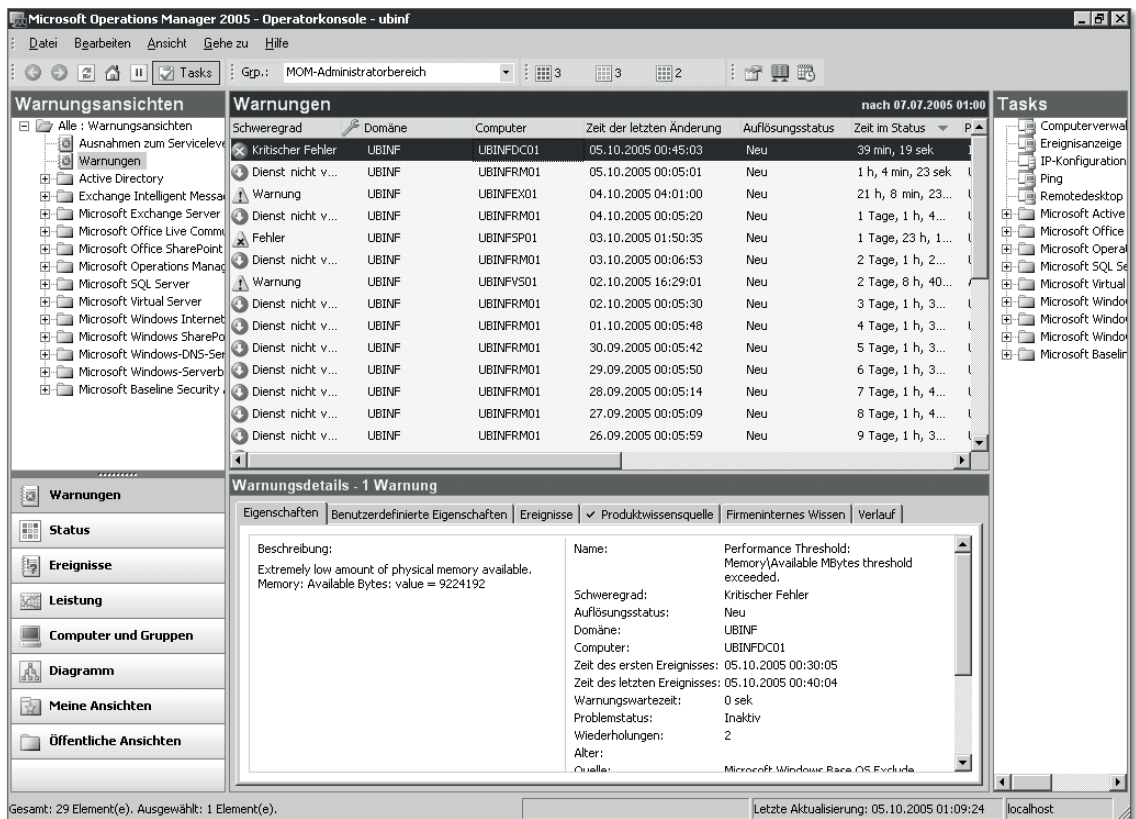 Microsoft Operations Manager 2005 - Operatorkonsole - ubinf
Datei Bearbeiten Ansicht Gehe zu Hilfe
Tasks Grp.: MOM-Administratorbereich 3 3 2
Warnungsansichten
Alle : Warnungsansichten
Ausnahmen zum Serviceleve
Warnungen
Active Directory
Exchange Intelligent Messa
Microsoft Exchange Server
Microsoft Office Live Commu
Microsoft Office SharePoint
Microsoft Operations Manag
Microsoft SQL Server
Microsoft Virtual Server
Microsoft Windows Internet
Microsoft Windows SharePo
Microsoft Windows-DNS-Ser
Microsoft Windows-Serverb
Microsoft Baseline Security
Warnungen
Status
Ereignisse
Leistung
Computer und Gruppen
Diagramm
Meine Ansichten
Öffentliche Ansichten
Warnungen nach 07.07.2005 01:00
Schweregrad Domäne Computer Zeit der letzten Änderung Auflösungsstatus Zeit im Status P
Kritischer Fehler UBINF UBINFDC01 05.10.2005 00:45:03 Neu 39 min, 19 sek
Dienst nicht v... UBINF UBINFRM01 05.10.2005 00:05:01 Neu 1 h, 4 min, 23 sek
Warnung UBINF UBINFEX01 04.10.2005 04:01:00 Neu 21 h, 8 min, 23...
Dienst nicht v... UBINF UBINFRM01 04.10.2005 00:05:20 Neu 1 Tage, 1 h, 4...
Fehler UBINF UBINFSP01 03.10.2005 01:50:35 Neu 1 Tage, 23 h, 1...
Dienst nicht v... UBINF UBINFRM01 03.10.2005 00:06:53 Neu 2 Tage, 1 h, 2...
Warnung UBINF UBINFVS01 02.10.2005 16:29:01 Neu 2 Tage, 8 h, 40...
Dienst nicht v... UBINF UBINFRM01 02.10.2005 00:05:30 Neu 3 Tage, 1 h, 3...
Dienst nicht v... UBINF UBINFRM01 01.10.2005 00:05:48 Neu 4 Tage, 1 h, 3...
Dienst nicht v... UBINF UBINFRM01 30.09.2005 00:05:42 Neu 5 Tage, 1 h, 3...
Dienst nicht v... UBINF UBINFRM01 29.09.2005 00:05:50 Neu 6 Tage, 1 h, 3...
Dienst nicht v... UBINF UBINFRM01 28.09.2005 00:05:14 Neu 7 Tage, 1 h, 4...
Dienst nicht v... UBINF UBINFRM01 27.09.2005 00:05:09 Neu 8 Tage, 1 h, 4...
Dienst nicht v... UBINF UBINFRM01 26.09.2005 00:05:59 Neu 9 Tage, 1 h, 3...
Warnungsdetails - 1 Warnung
Eigenschaften Benutzerdefinierte Eigenschaften Ereignisse Produktwissensquelle Firmeninternes Wissen Verlauf
Beschreibung:
Extremely low amount of physical memory available.
Memory: Available Bytes: value = 9224192
Name: Performance Threshold:
Memory\Available MBytes threshold
exceeded.
Schweregrad: Kritischer Fehler
Auflösungsstatus: Neu
Domäne: UBINF
Computer: UBINFDC01
Zeit des ersten Ereignisses: 05.10.2005 00:30:05
Zeit des letzten Ereignisses: 05.10.2005 00:40:04
Warnungswartezeit: 0 sek
Problemstatus: Inaktiv
Wiederholungen: 2
Alter:
Quelle: Microsoft Windows Base OS Exclude
Tasks
Computerverwal
Ereignisanzeige
IP-Konfiguration
Ping
Remotedesktop
Microsoft Active
Microsoft Office
Microsoft Operat
Microsoft SQL Se
Microsoft Virtual
Microsoft Window
Microsoft Window
Microsoft Window
Microsoft Baselin
Gesamt: 29 Element(e). Ausgewählt: 1 Element(e). Letzte Aktualisierung: 05.10.2005 01:09:24 localhost